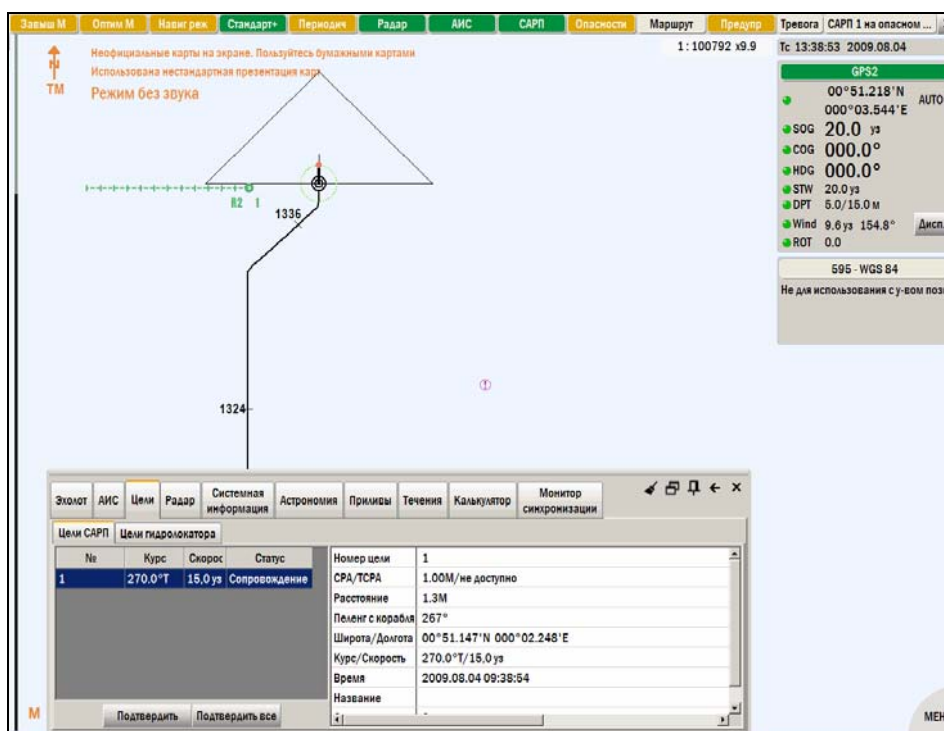 Завыш М Оптим М Навиг реж Стандарт+ Периодич Радар АИС САРП Опасности Маршрут Предупр Тревога САРП 1 на опасном ...
N
TM
Неофициальные карты на экране. Пользуйтесь бумажными картами
Использована нестандартная презентация карт
Режим без звука
1: 100792 x9.9
Тс 13:38:53 2009.08.04
GPS2
00°51.218'N
000°03.544'E
AUTO
SOG 20.0 уз
COG 000.0°
HDG 000.0°
STW 20.0 уз
DPT 5.0/15.0 м
Wind 9.6 уз 154.8°
Дисп.
ROT 0.0
595 - WGS 84
Не для использования с у-вом поз
R2 1
1336
1324
Эхолот АИС Цели Радар Системная информация Астрономия Приливы Течения Калькулятор Монитор синхронизации
Цели САРП Цели гидролокатора
№ Курс Скорос Статус
1 270.0°T 15,0 уз Сопровождение
Номер цели 1
CPA/TCPA 1.00M/не доступно
Расстояние 1.3M
Пеленг с корабля 267°
Широта/Долгота 00°51.147'N 000°02.248'E
Курс/Скорость 270.0°T/15.0 уз
Время 2009.08.04 09:38:54
Название
Подтвердить Подтвердить все
М
МЕН